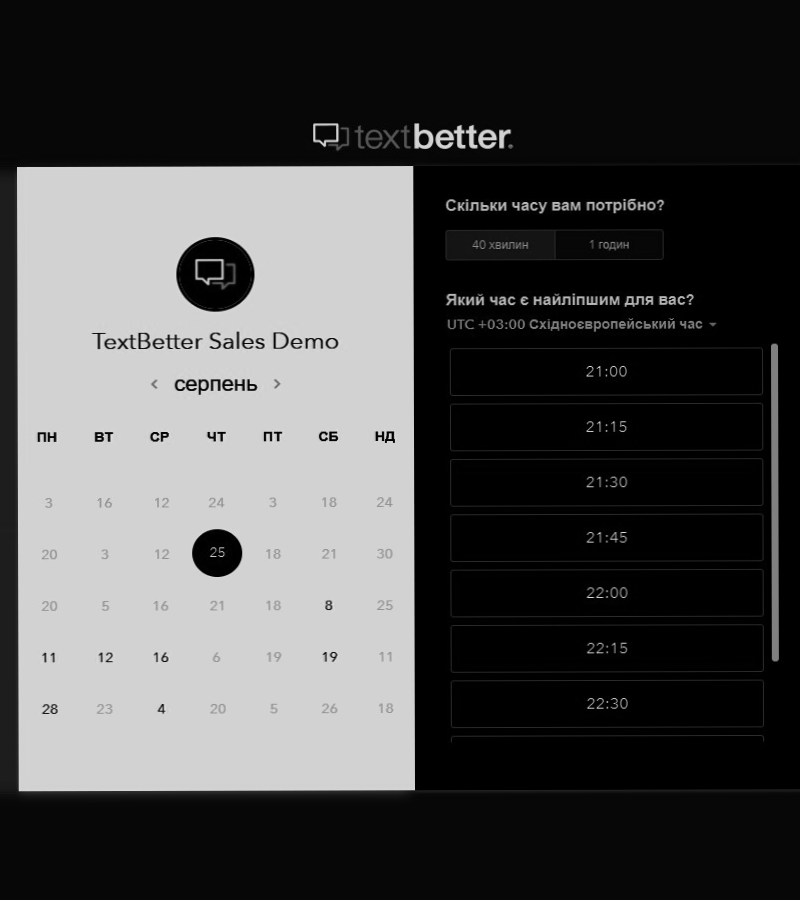 textbetter.
TextBetter Sales Demo
< серпень >
ПН ВТ СР ЧТ ПТ СБ НД
3 16 12 24 3 18 24
20 3 12 25 18 21 30
20 5 16 21 18 8 25
11 12 16 6 19 19 11
28 23 4 20 5 26 18
Скільки часу вам потрібно?
40 хвилин 1 годин
Який час є найліпшим для вас?
UTC +03:00 Східноєвропейський час
21:00
21:15
21:30
21:45
22:00
22:15
22:30